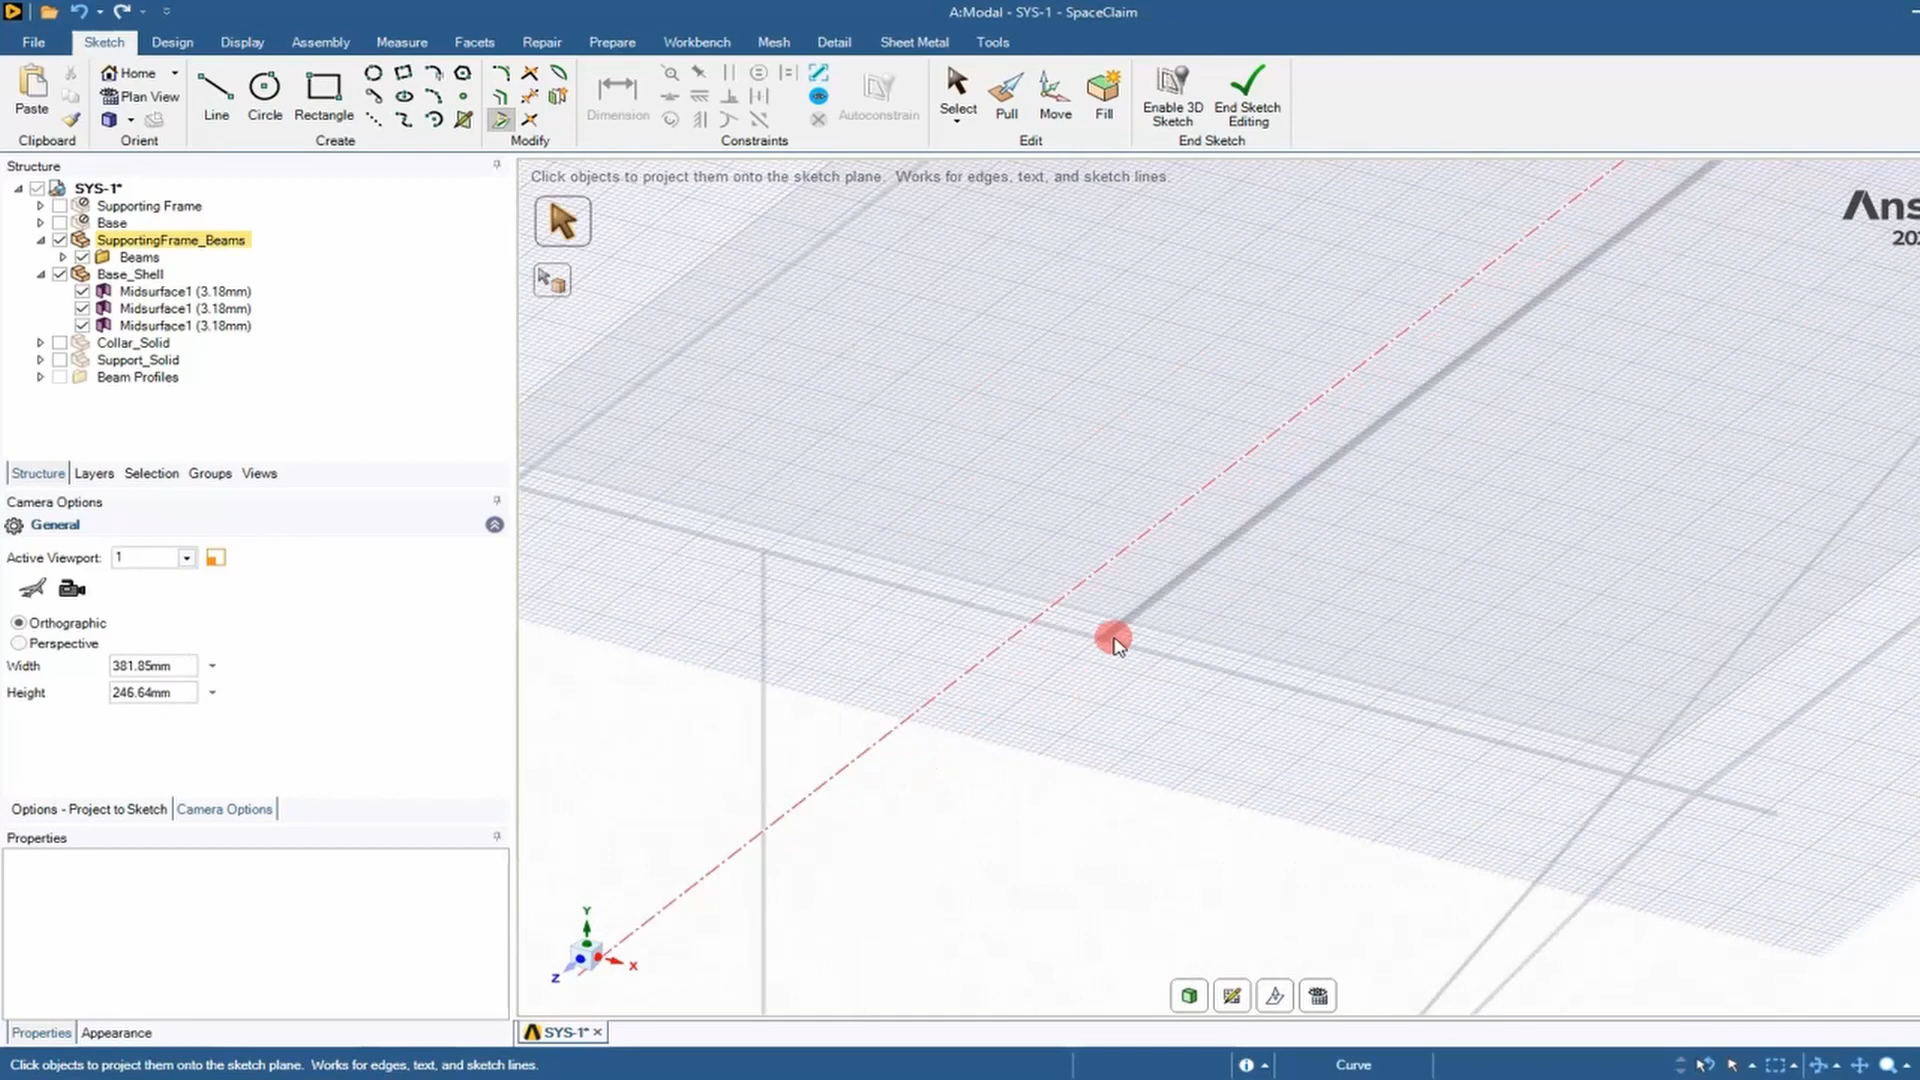 A:Modal - SYS-1 - SpaceClaim
File Sketch Design Display Assembly Measure Facets Repair Prepare Workbench Mesh Detail Sheet Metal Tools
Paste
Clipboard
Home
Plan View
Orient
Line Circle Rectangle
Create
Modify
Dimension Autoconstrain
Constraints
Select Pull Move Fill
Edit
Enable 3D Sketch
End Sketch Editing
End Sketch
Structure
SYS-1*
Supporting Frame
Base
SupportingFrame_Beams
Beams
Base_Shell
Midsurface1 (3.18mm)
Midsurface1 (3.18mm)
Midsurface1 (3.18mm)
Collar_Solid
Support_Solid
Beam Profiles
Structure Layers Selection Groups Views
Camera Options
General
Active Viewport: 1
Orthographic
Perspective
Width 381.85mm
Height 246.64mm
Options - Project to Sketch Camera Options
Properties
Properties Appearance
Click objects to project them onto the sketch plane. Works for edges, text, and sketch lines.
Ans
202
Y
X
Z
SYS-1*
Click objects to project them onto the sketch plane. Works for edges, text, and sketch lines.
Curve